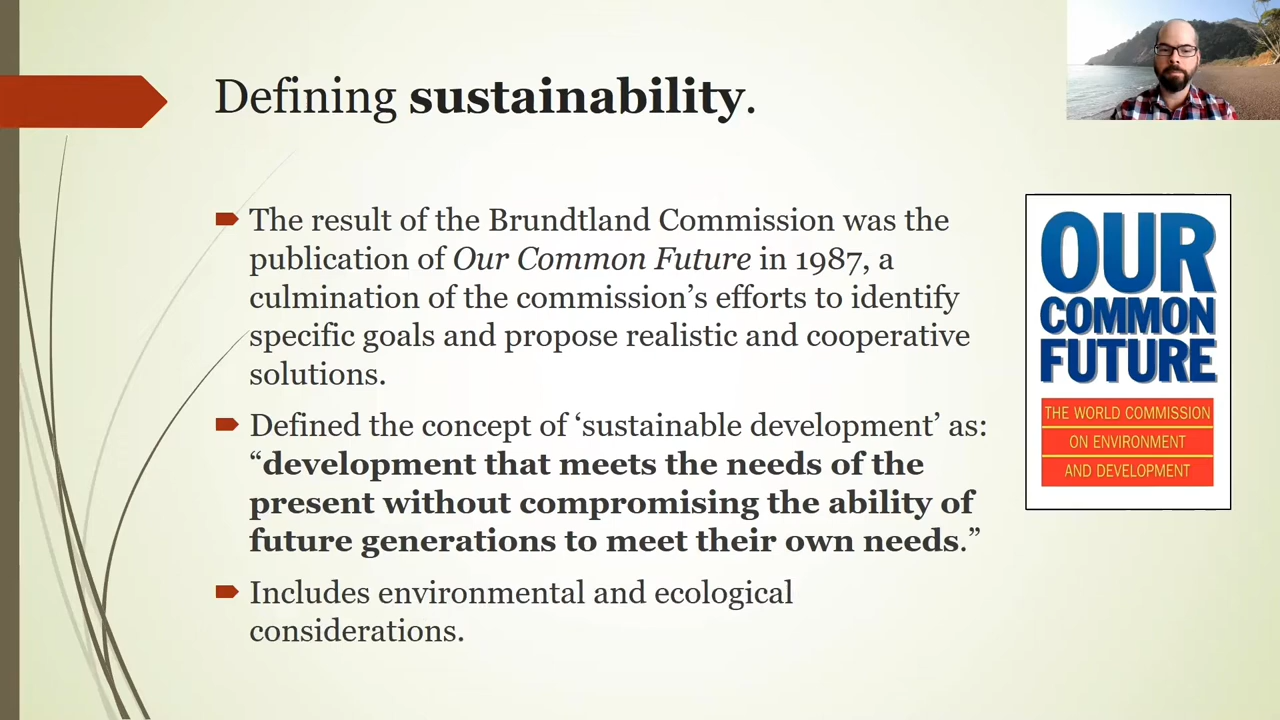 Defining sustainability.
The result of the Brundtland Commission was the
publication of Our Common Future in 1987, a
culmination of the commission’s efforts to identify
specific goals and propose realistic and cooperative
solutions.
Defined the concept of ‘sustainable development’ as:
“development that meets the needs of the
present without compromising the ability of
future generations to meet their own needs.”
Includes environmental and ecological
considerations.
OUR
COMMON
FUTURE
THE WORLD COMMISSION
ON ENVIRONMENT
AND DEVELOPMENT